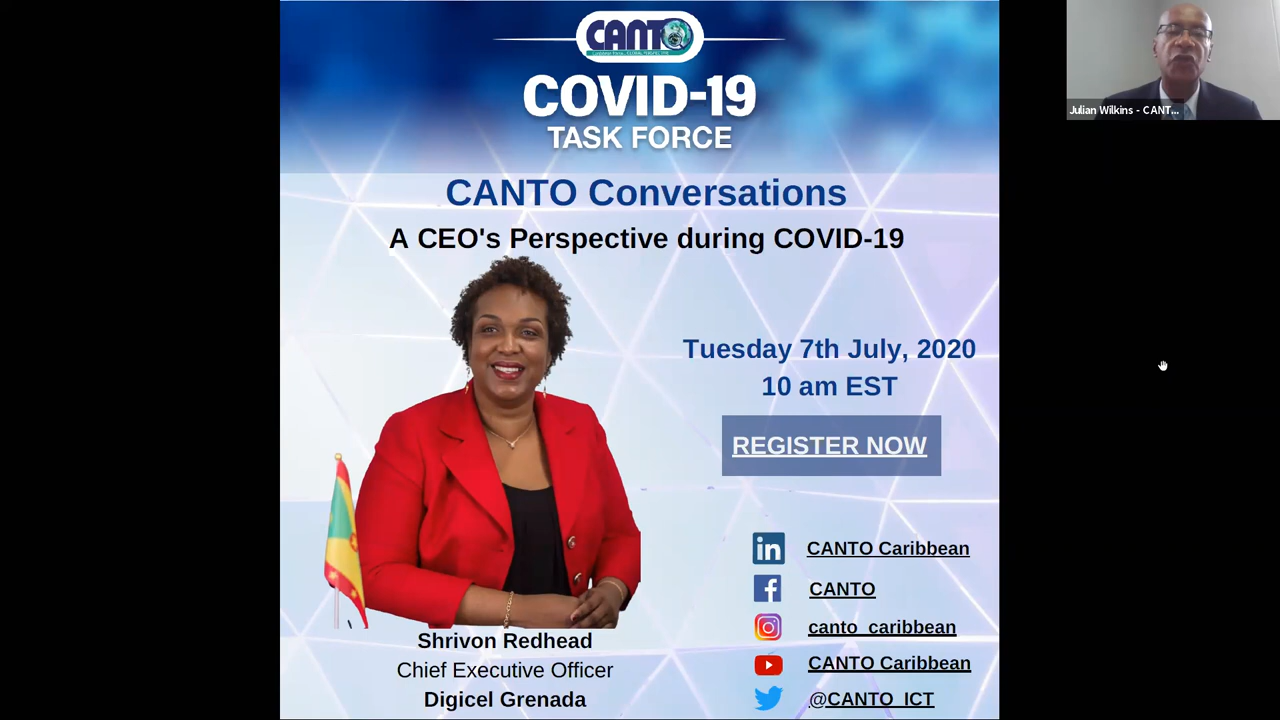 CANTO
COVID-19
TASK FORCE
CANTO Conversations
A CEO's Perspective during COVID-19
Tuesday 7th July, 2020
10 am EST
REGISTER NOW
CANTO Caribbean
CANTO
canto_caribbean
CANTO Caribbean
@CANTO_ICT
Shrivon Redhead
Chief Executive Officer
Digicel Grenada
Julian Wilkins - CANT...